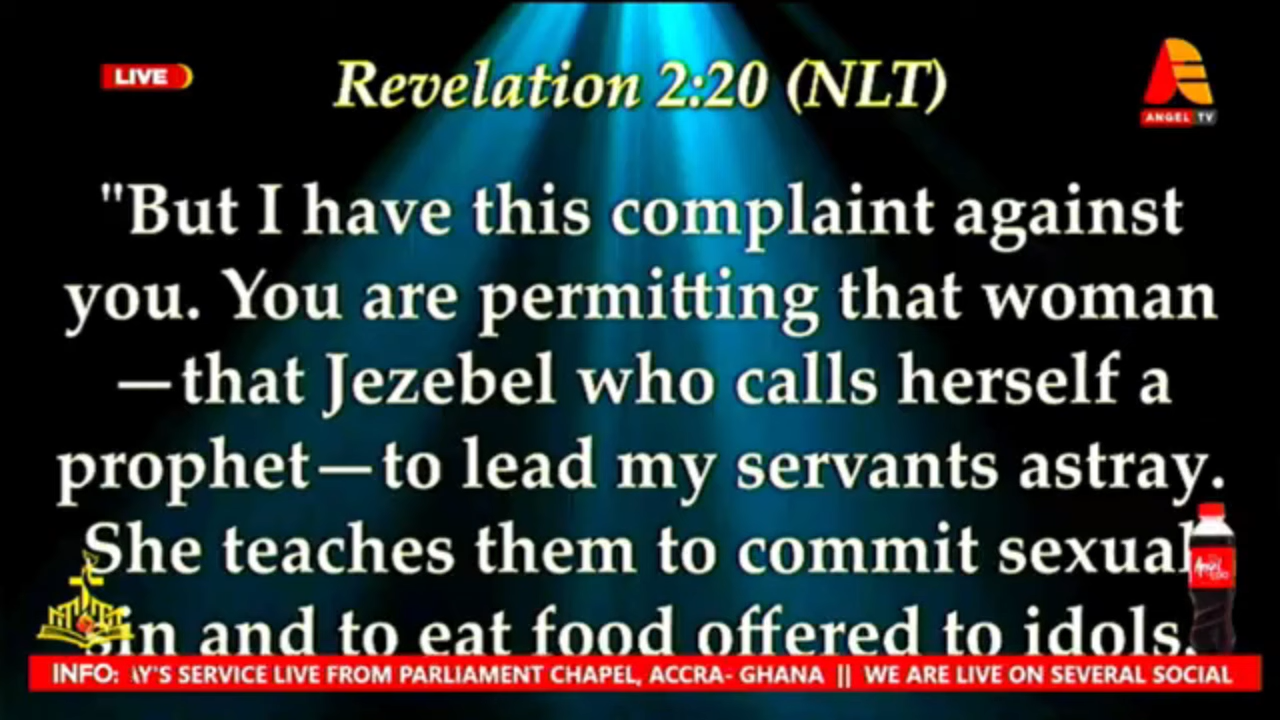 LIVE
Revelation 2:20 (NLT)
ANGEL TV
"But I have this complaint against
you. You are permitting that woman
—that Jezebel who calls herself a
prophet—to lead my servants astray.
She teaches them to commit sexual
sin and to eat food offered to idols.
INFO: AY'S SERVICE LIVE FROM PARLIAMENT CHAPEL, ACCRA- GHANA || WE ARE LIVE ON SEVERAL SOCIAL